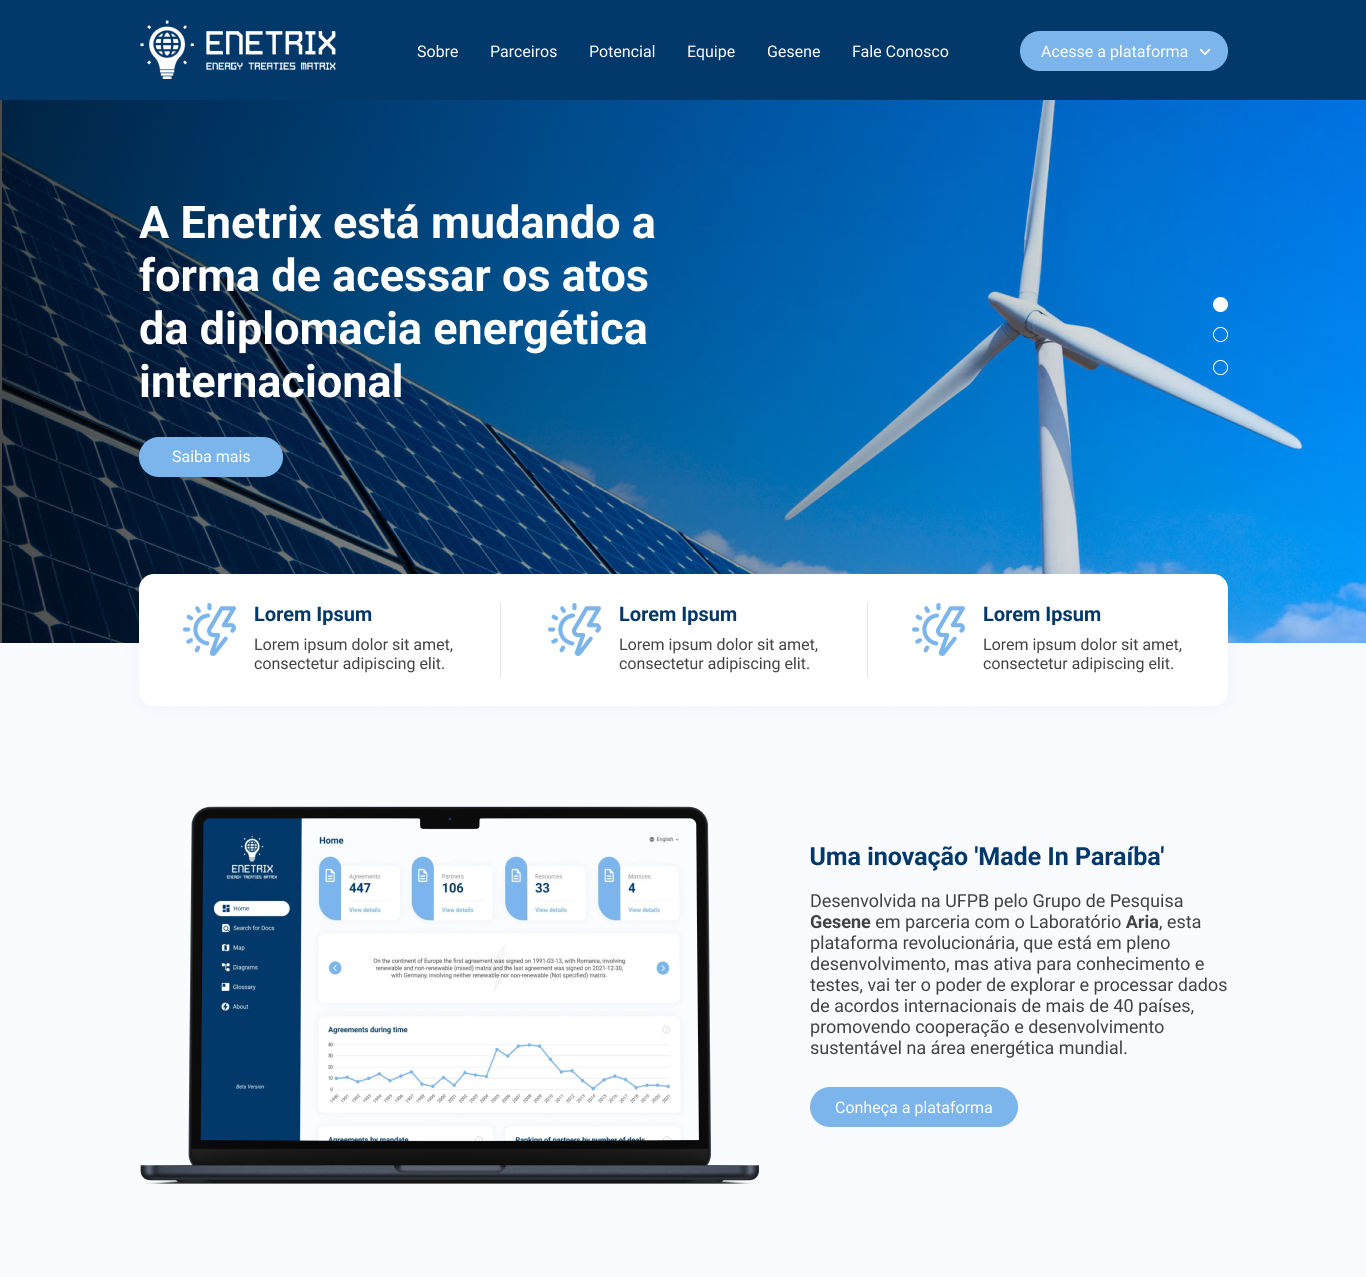 ENETRIX
ENERGY TREATIES MATRIX
Sobre Parceiros Potencial Equipe Gesene Fale Conosco
Acesse a plataforma
A Enetrix está mudando a
forma de acessar os atos
da diplomacia energética
internacional
Saiba mais
Lorem Ipsum
Lorem ipsum dolor sit amet,
consectetur adipiscing elit.
Lorem Ipsum
Lorem ipsum dolor sit amet,
consectetur adipiscing elit.
Lorem Ipsum
Lorem ipsum dolor sit amet,
consectetur adipiscing elit.
ENETRIX
ENERGY TREATIES MATRIX
Home
Search for Docs
Map
Diagrams
Glossary
About
Beta Version
Home
English
Agreements
447
View details
Partners
106
View details
Resources
33
View details
Matrices
4
View details
On the continent of Europe the first agreement was signed on 1991-03-13, with Romania, involving
renewable and non-renewable (mixed) matrix and the last agreement was signed on 2021-12-30,
with Germany, involving neither renewable nor non-renewable (Not specified) matrix.
Agreements during time
40
30
20
10
0
Agreements by mandate
Ranking of partners by number of deals
Uma inovação 'Made In Paraíba'
Desenvolvida na UFPB pelo Grupo de Pesquisa
Gesene em parceria com o Laboratório Aria, esta
plataforma revolucionária, que está em pleno
desenvolvimento, mas ativa para conhecimento e
testes, vai ter o poder de explorar e processar dados
de acordos internacionais de mais de 40 países,
promovendo cooperação e desenvolvimento
sustentável na área energética mundial.
Conheça a plataforma